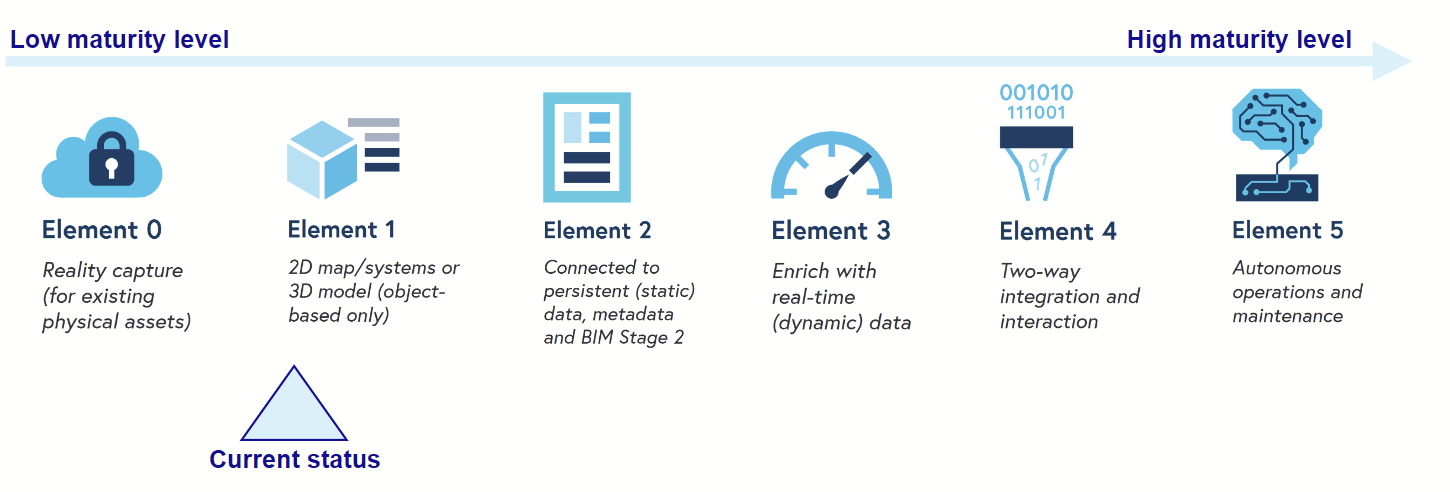 Low maturity level
High maturity level
001010
111001
01
1
Element 0
Reality capture
(for existing
physical assets)
Element 1
2D map/systems or
3D model (object-
based only)
Element 2
Connected to
persistent (static)
data, metadata
and BIM Stage 2
Element 3
Enrich with
real-time
(dynamic) data
Element 4
Two-way
integration and
interaction
Element 5
Autonomous
operations and
maintenance
Current status